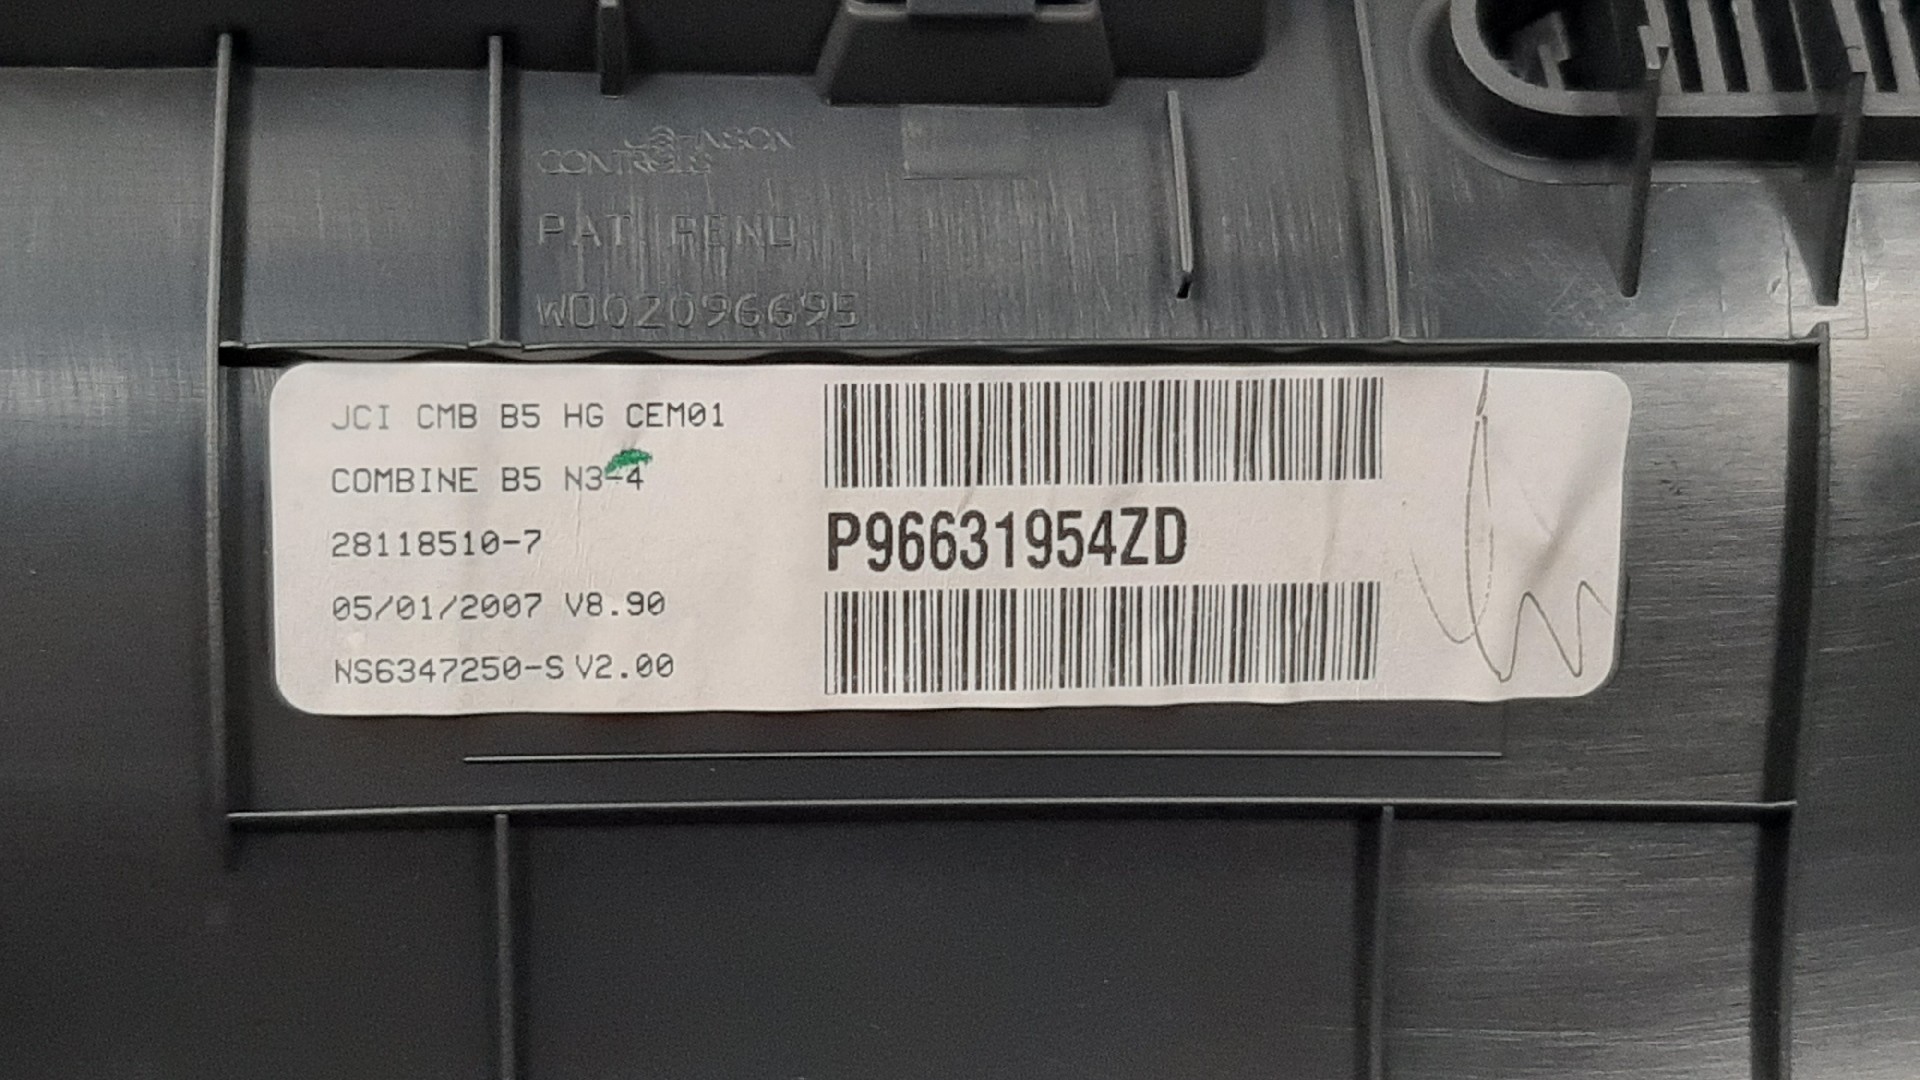 JOHNSON
CONTROLS
PAT. PEND
WO02096695
JCI CMB B5 HG CEM01
COMBINE B5 N3-4
28118510-7
05/01/2007 V8.90
NS6347250-S V2.00
P96631954ZD